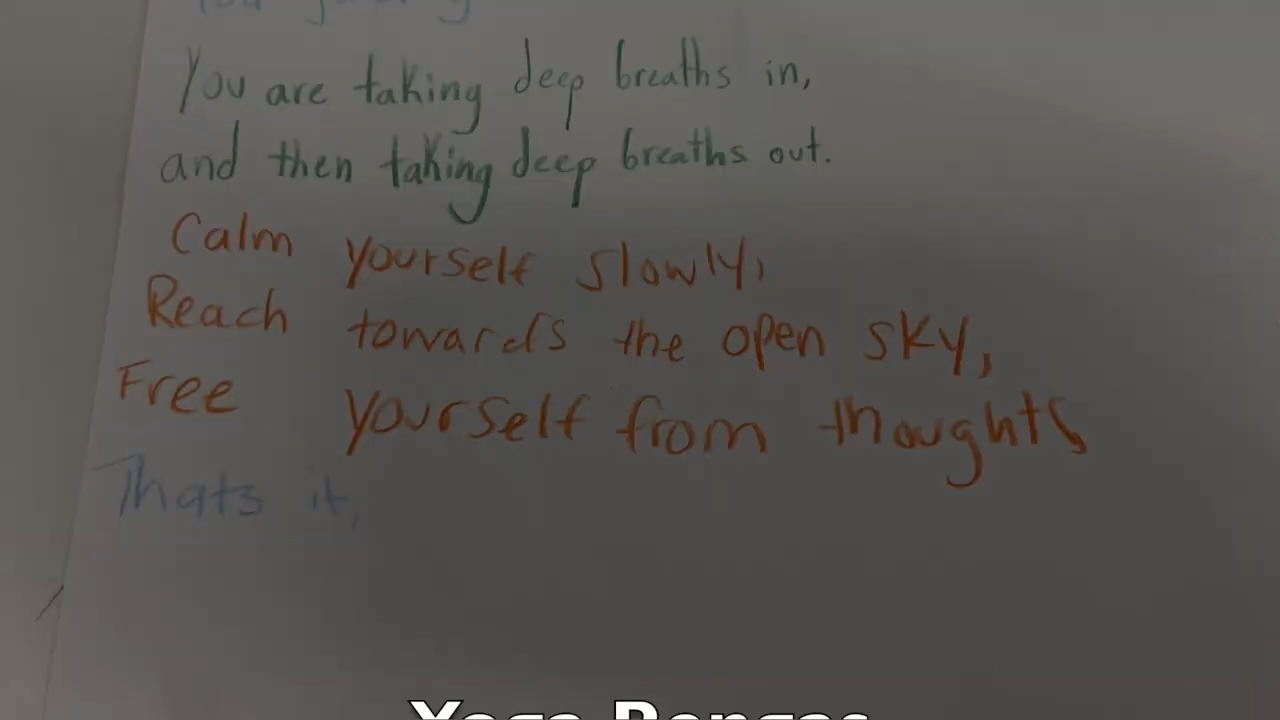 You are taking deep breaths in,
and then taking deep breaths out.
Calm yourself slowly,
Reach towards the open sky,
Free yourself from thoughts
Thats it,